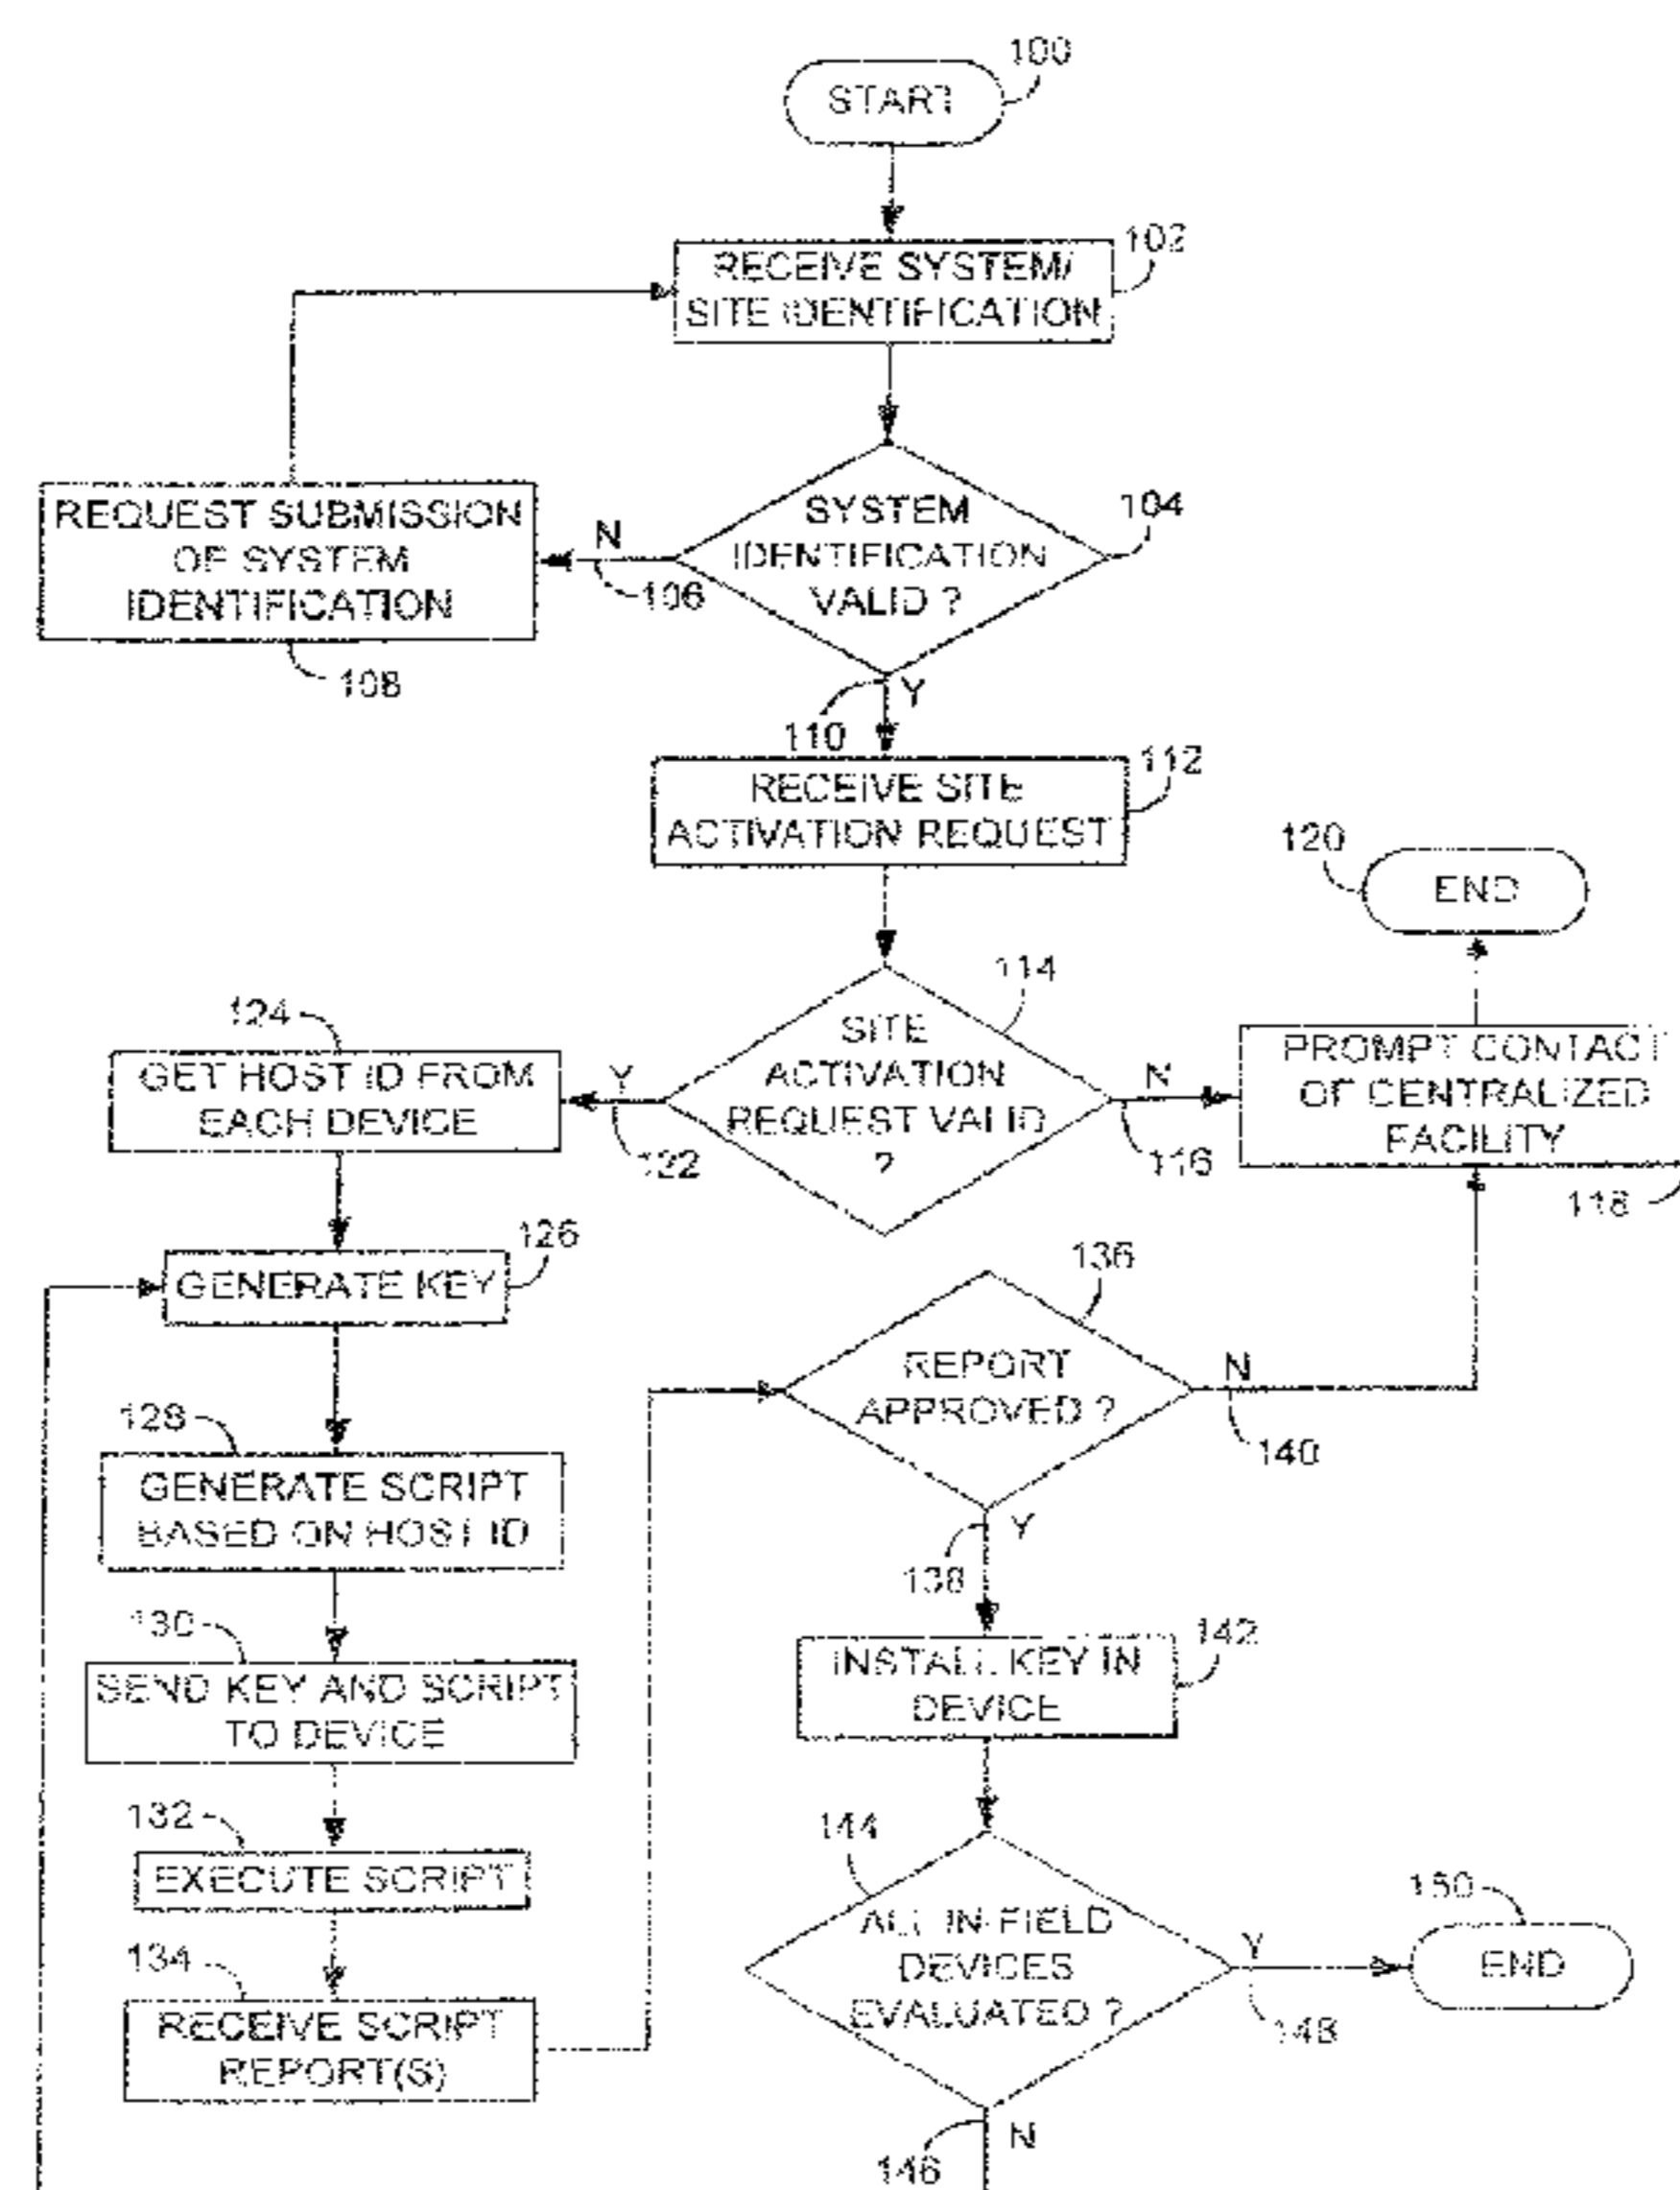 100
START
102
RECEIVE SYSTEM/
SITE IDENTIFICATION
104
SYSTEM
IDENTIFICATION
VALID ?
N
106
REQUEST SUBMISSION
OF SYSTEM
IDENTIFICATION
108
Y
110
112
RECEIVE SITE
ACTIVATION REQUEST
120
END
114
SITE
ACTIVATION
REQUEST VALID
?
N
116
PROMPT CONTACT
OF CENTRALIZED
FACILITY
118
Y
122
124
GET HOST ID FROM
EACH DEVICE
126
GENERATE KEY
128
GENERATE SCRIPT
BASED ON HOST ID
130
SEND KEY AND SCRIPT
TO DEVICE
132
EXECUTE SCRIPT
134
RECEIVE SCRIPT
REPORT(S)
136
REPORT
APPROVED ?
N
140
Y
138
142
INSTALL KEY IN
DEVICE
144
ALL IN-FIELD
DEVICES
EVALUATED ?
Y
148
150
END
N
146